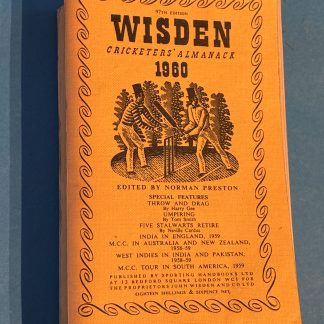 97TH EDITION
WISDEN
CRICKETERS' ALMANACK
1960
EDITED BY NORMAN PRESTON
SPECIAL FEATURES
THROW AND DRAG
By Harry Gee
UMPIRING
By Tom Smith
FIVE STALWARTS RETIRE
By Neville Cardus
INDIA IN ENGLAND, 1959
M.C.C. IN AUSTRALIA AND NEW ZEALAND,
1958-59
WEST INDIES IN INDIA AND PAKISTAN,
1958-59
M.C.C. TOUR IN SOUTH AMERICA, 1959
PUBLISHED BY SPORTING HANDBOOKS LTD
AT 13 BEDFORD SQUARE LONDON WC1 FOR
THE PROPRIETORS JOHN WISDEN AND CO LTD
EIGHTEEN SHILLINGS & SIXPENCE NET